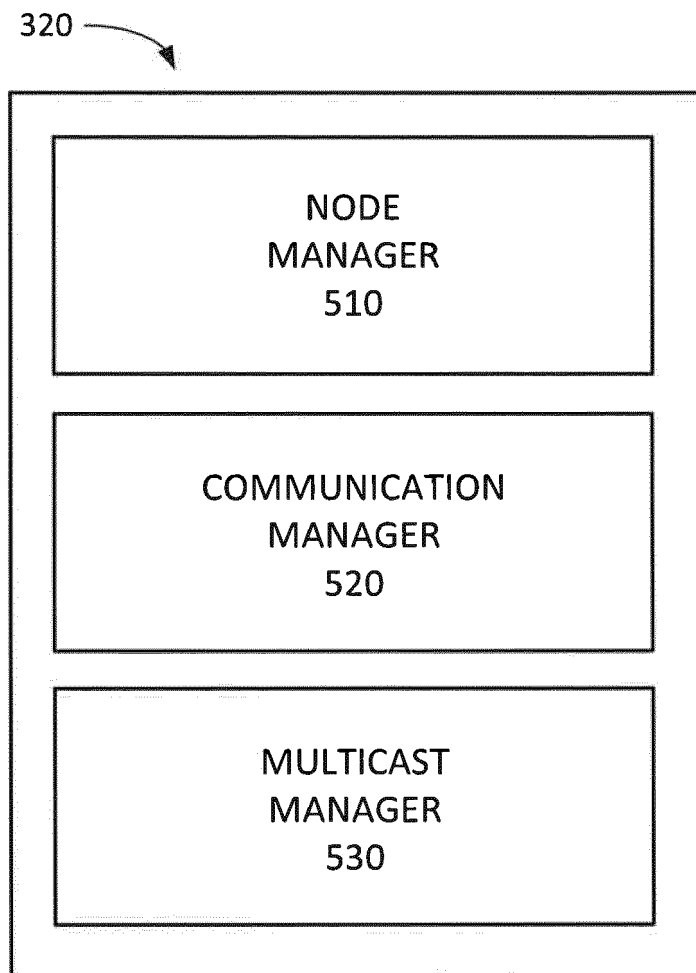 320
NODE
MANAGER
510
COMMUNICATION
MANAGER
520
MULTICAST
MANAGER
530